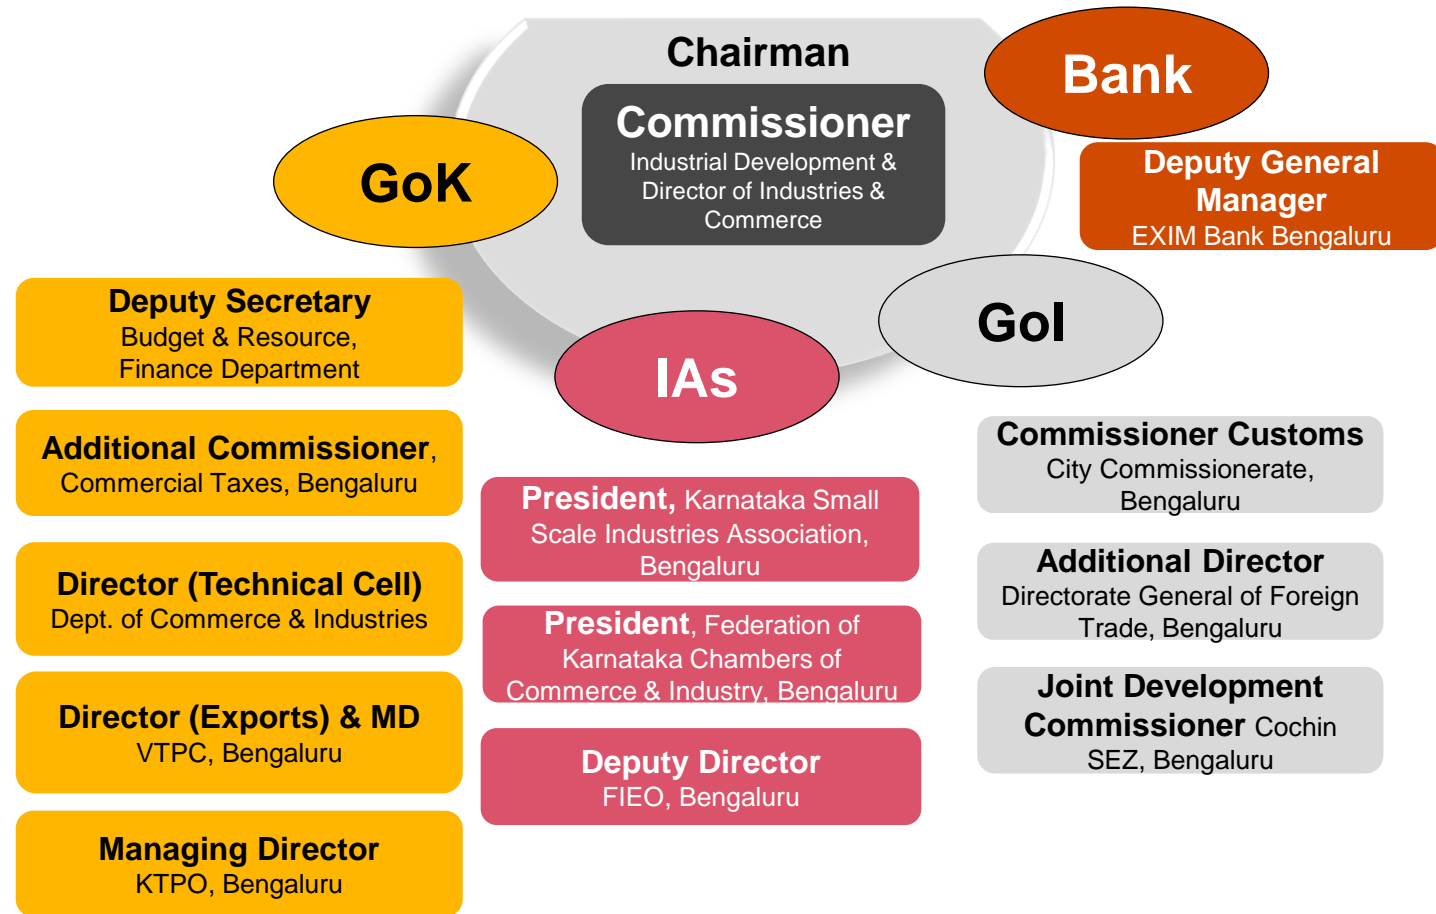 Chairman
Commissioner
Industrial Development &
Director of Industries &
Commerce
Bank
Deputy General
Manager
EXIM Bank Bengaluru
GoK
Deputy Secretary
Budget & Resource,
Finance Department
Additional Commissioner,
Commercial Taxes, Bengaluru
Director (Technical Cell)
Dept. of Commerce & Industries
Director (Exports) & MD
VTPC, Bengaluru
Managing Director
KTPO, Bengaluru
IAs
President, Karnataka Small
Scale Industries Association,
Bengaluru
President, Federation of
Karnataka Chambers of
Commerce & Industry, Bengaluru
Deputy Director
FIEO, Bengaluru
GoI
Commissioner Customs
City Commissionerate,
Bengaluru
Additional Director
Directorate General of Foreign
Trade, Bengaluru
Joint Development
Commissioner Cochin
SEZ, Bengaluru